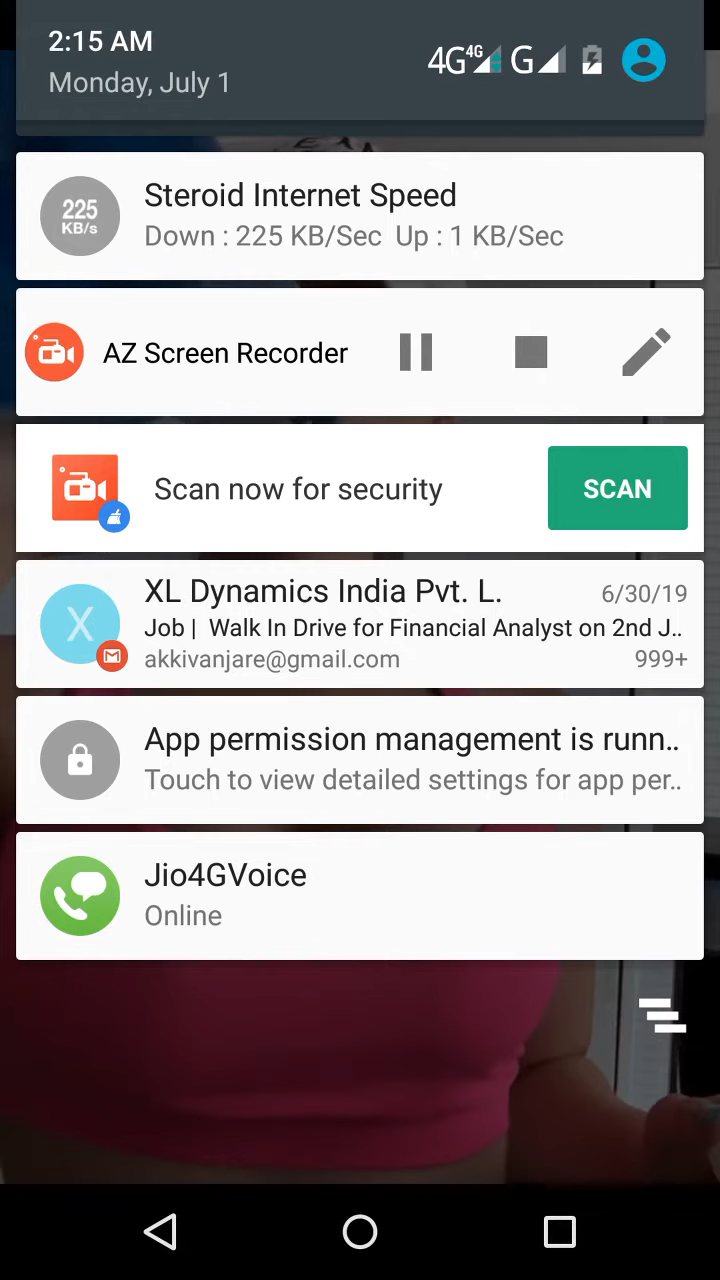 2:15 AM
Monday, July 1
4G 4G G
225
KB/s
Steroid Internet Speed
Down : 225 KB/Sec Up : 1 KB/Sec
AZ Screen Recorder
Scan now for security
SCAN
X
XL Dynamics India Pvt. L.
6/30/19
Job | Walk In Drive for Financial Analyst on 2nd J..
akkivanjare@gmail.com
999+
App permission management is runn..
Touch to view detailed settings for app per..
Jio4GVoice
Online